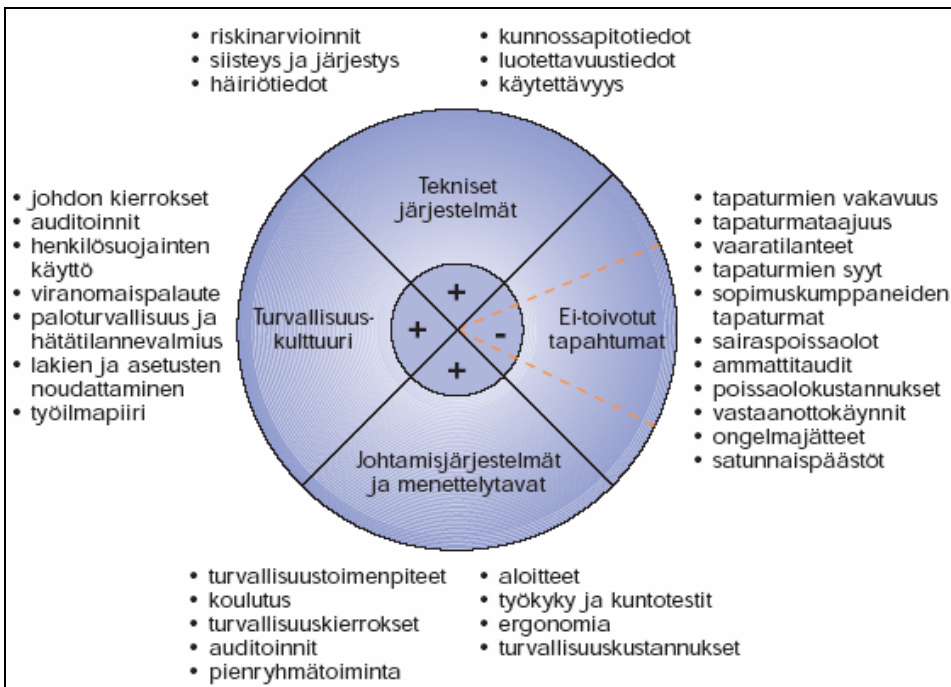 • riskinarvioinnit
• siisteys ja järjestys
• häiriötiedot
• kunnossapitotiedot
• luotettavuustiedot
• käytettävyys
Tekniset
järjestelmät
• johdon kierrokset
• auditoinnit
• henkilösuojainten
käyttö
• viranomaispalaute
• paloturvallisuus ja
hätätilannevalmius
• lakien ja asetusten
noudattaminen
• työilmapiiri
Turvallisuus-
kulttuuri
+
+
-
+
Ei-toivotut
tapahtumat
• tapaturmien vakavuus
• tapaturmataajuus
• vaaratilanteet
• tapaturmien syyt
• sopimuskumppaneiden
tapaturmat
• sairaspoissaolot
• ammattitaudit
• poissaolokustannukset
• vastaanottokäynnit
• ongelmajätteet
• satunnaispäästöt
Johtamisjärjestelmät
ja menettelytavat
• turvallisuustoimenpiteet
• koulutus
• turvallisuuskierrokset
• auditoinnit
• pienryhmätoiminta
• aloitteet
• työkyky ja kuntotestit
• ergonomia
• turvallisuuskustannukset